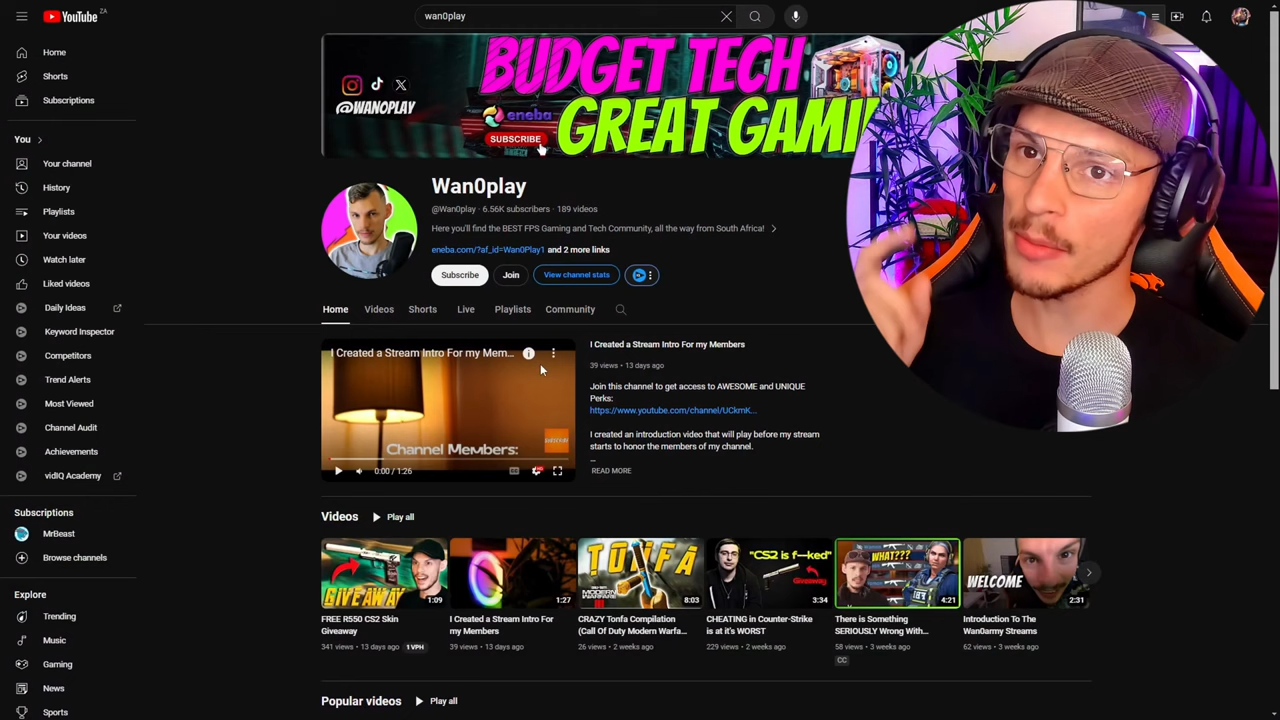 YouTube ZA
wan0play
Home
Shorts
Subscriptions
You
Your channel
History
Playlists
Your videos
Watch later
Liked videos
Daily Ideas
Keyword Inspector
Competitors
Trend Alerts
Most Viewed
Channel Audit
Achievements
vidIQ Academy
Subscriptions
MrBeast
Browse channels
Explore
Trending
Music
Gaming
News
Sports
BUDGET TECH
GREAT GAMI
@WANOPLAY
eneba
SUBSCRIBE
Wan0play
@Wan0play · 6.56K subscribers · 189 videos
Here you'll find the BEST FPS Gaming and Tech Community, all the way from South Africa!
eneba.com/?af_id=Wan0Play1 and 2 more links
Subscribe
Join
View channel stats
Home
Videos
Shorts
Live
Playlists
Community
I Created a Stream Intro For my Mem...
Channel Members:
0:00 / 1:26
I Created a Stream Intro For my Members
39 views · 13 days ago
Join this channel to get access to AWESOME and UNIQUE
Perks:
https://www.youtube.com/channel/UCkmK...
I created an introduction video that will play before my stream
starts to honor the members of my channel.
...
READ MORE
Videos
Play all
GIVEAWAY
1:09
FREE R550 CS2 Skin
Giveaway
341 views · 13 days ago
1 VPH
1:27
I Created a Stream Intro For
my Members
39 views · 13 days ago
TONFA
MODERN
WARFARE
8:03
CRAZY Tonfa Compilation
(Call Of Duty Modern Warfa...
26 views · 2 weeks ago
"CS2 is f--ked)
Giveaway
3:34
CHEATING in Counter-Strike
is at it's WORST
229 views · 2 weeks ago
WHAT???
4:21
There is Something
SERIOUSLY Wrong With...
58 views · 3 weeks ago
CC
WELCOME
2:31
Introduction To The
Wan0army Streams
62 views · 3 weeks ago
Popular videos
Play all